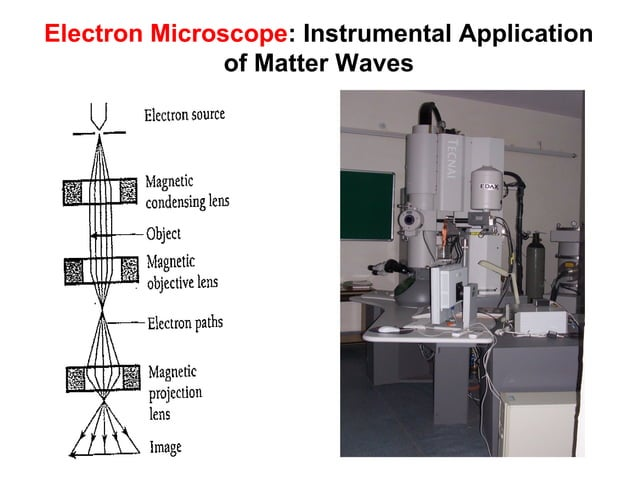 Electron Microscope: Instrumental Application
of Matter Waves
Electron source
Magnetic
condensing lens
Object
Magnetic
objective lens
Electron paths
Magnetic
projection
lens
Image
TECNAI
EDAX